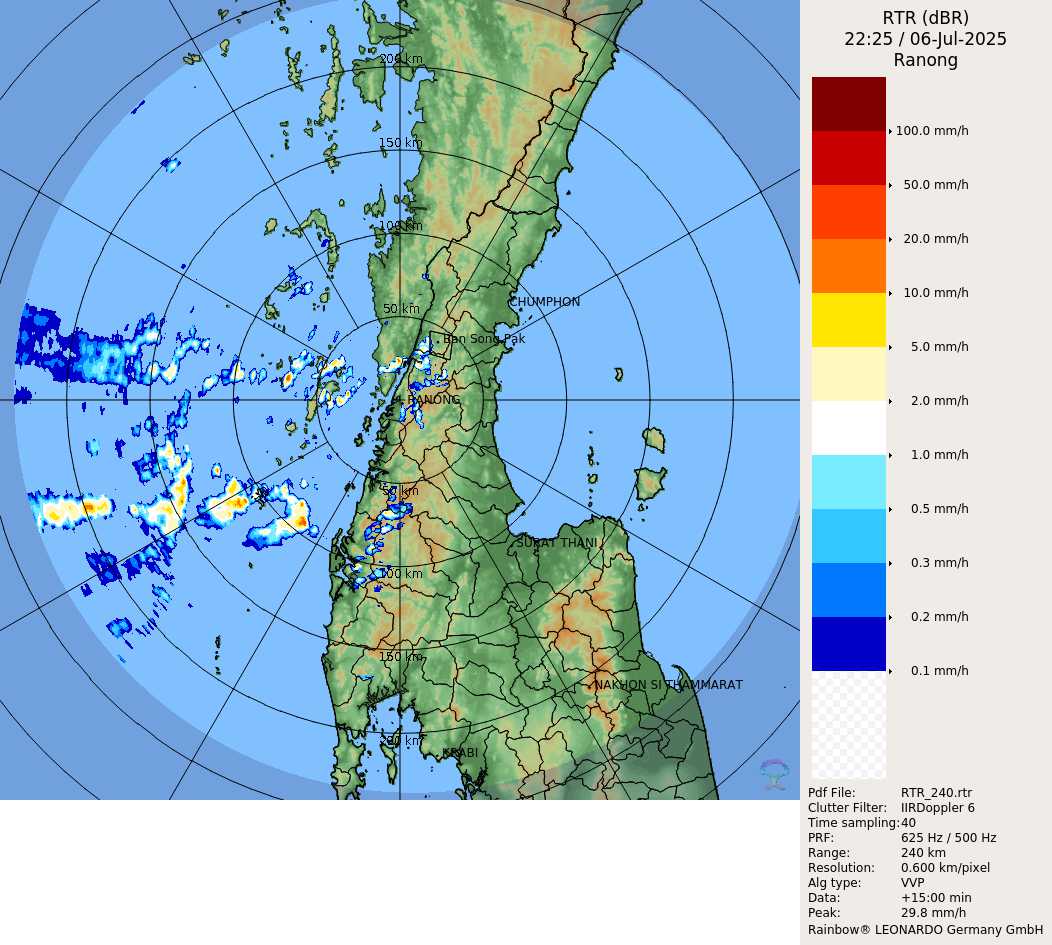 RTR (dBR)
22:25 / 06-Jul-2025
Ranong
200 km
150 km
100 km
50 km
CHUMPHON
Ban Song Pak
RANONG
50 km
SURAT THANI
100 km
150 km
NAKHON SI THAMMARAT
200 km
KRABI
100.0 mm/h
50.0 mm/h
20.0 mm/h
10.0 mm/h
5.0 mm/h
2.0 mm/h
1.0 mm/h
0.5 mm/h
0.3 mm/h
0.2 mm/h
0.1 mm/h
Pdf File: RTR_240.rtr
Clutter Filter: IIRDoppler 6
Time sampling:40
PRF: 625 Hz / 500 Hz
Range: 240 km
Resolution: 0.600 km/pixel
Alg type: VVP
Data: +15:00 min
Peak: 29.8 mm/h
Rainbow® LEONARDO Germany GmbH